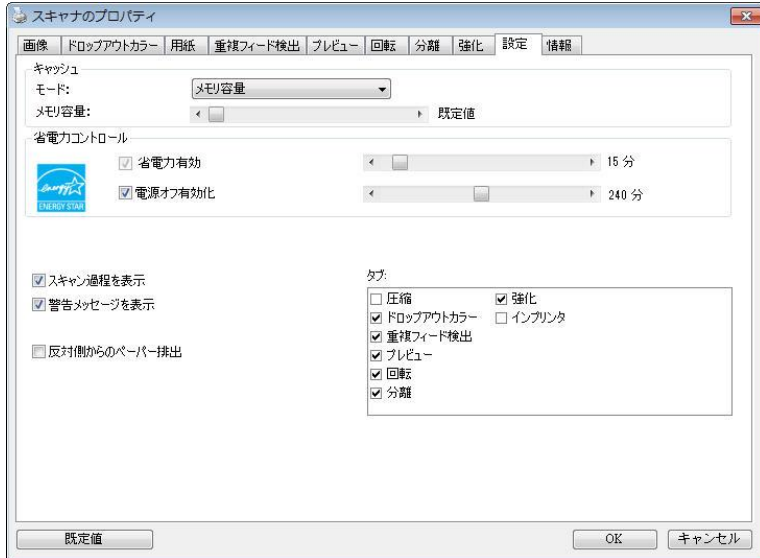 スキャナのプロパティ
画像 ドロップアウトカラー 用紙 重複フィード検出 プレビュー 回転 分離 強化 設定 情報
キャッシュ
モード: メモリ容量
メモリ容量: 既定値
省電力コントロール
省電力有効 15 分
energy
ENERGY STAR
電源オフ有効化 240 分
スキャン過程を表示
警告メッセージを表示
反対側からのペーパー排出
タブ:
圧縮 強化
ドロップアウトカラー インプリンタ
重複フィード検出
プレビュー
回転
分離
既定値 OK キャンセル